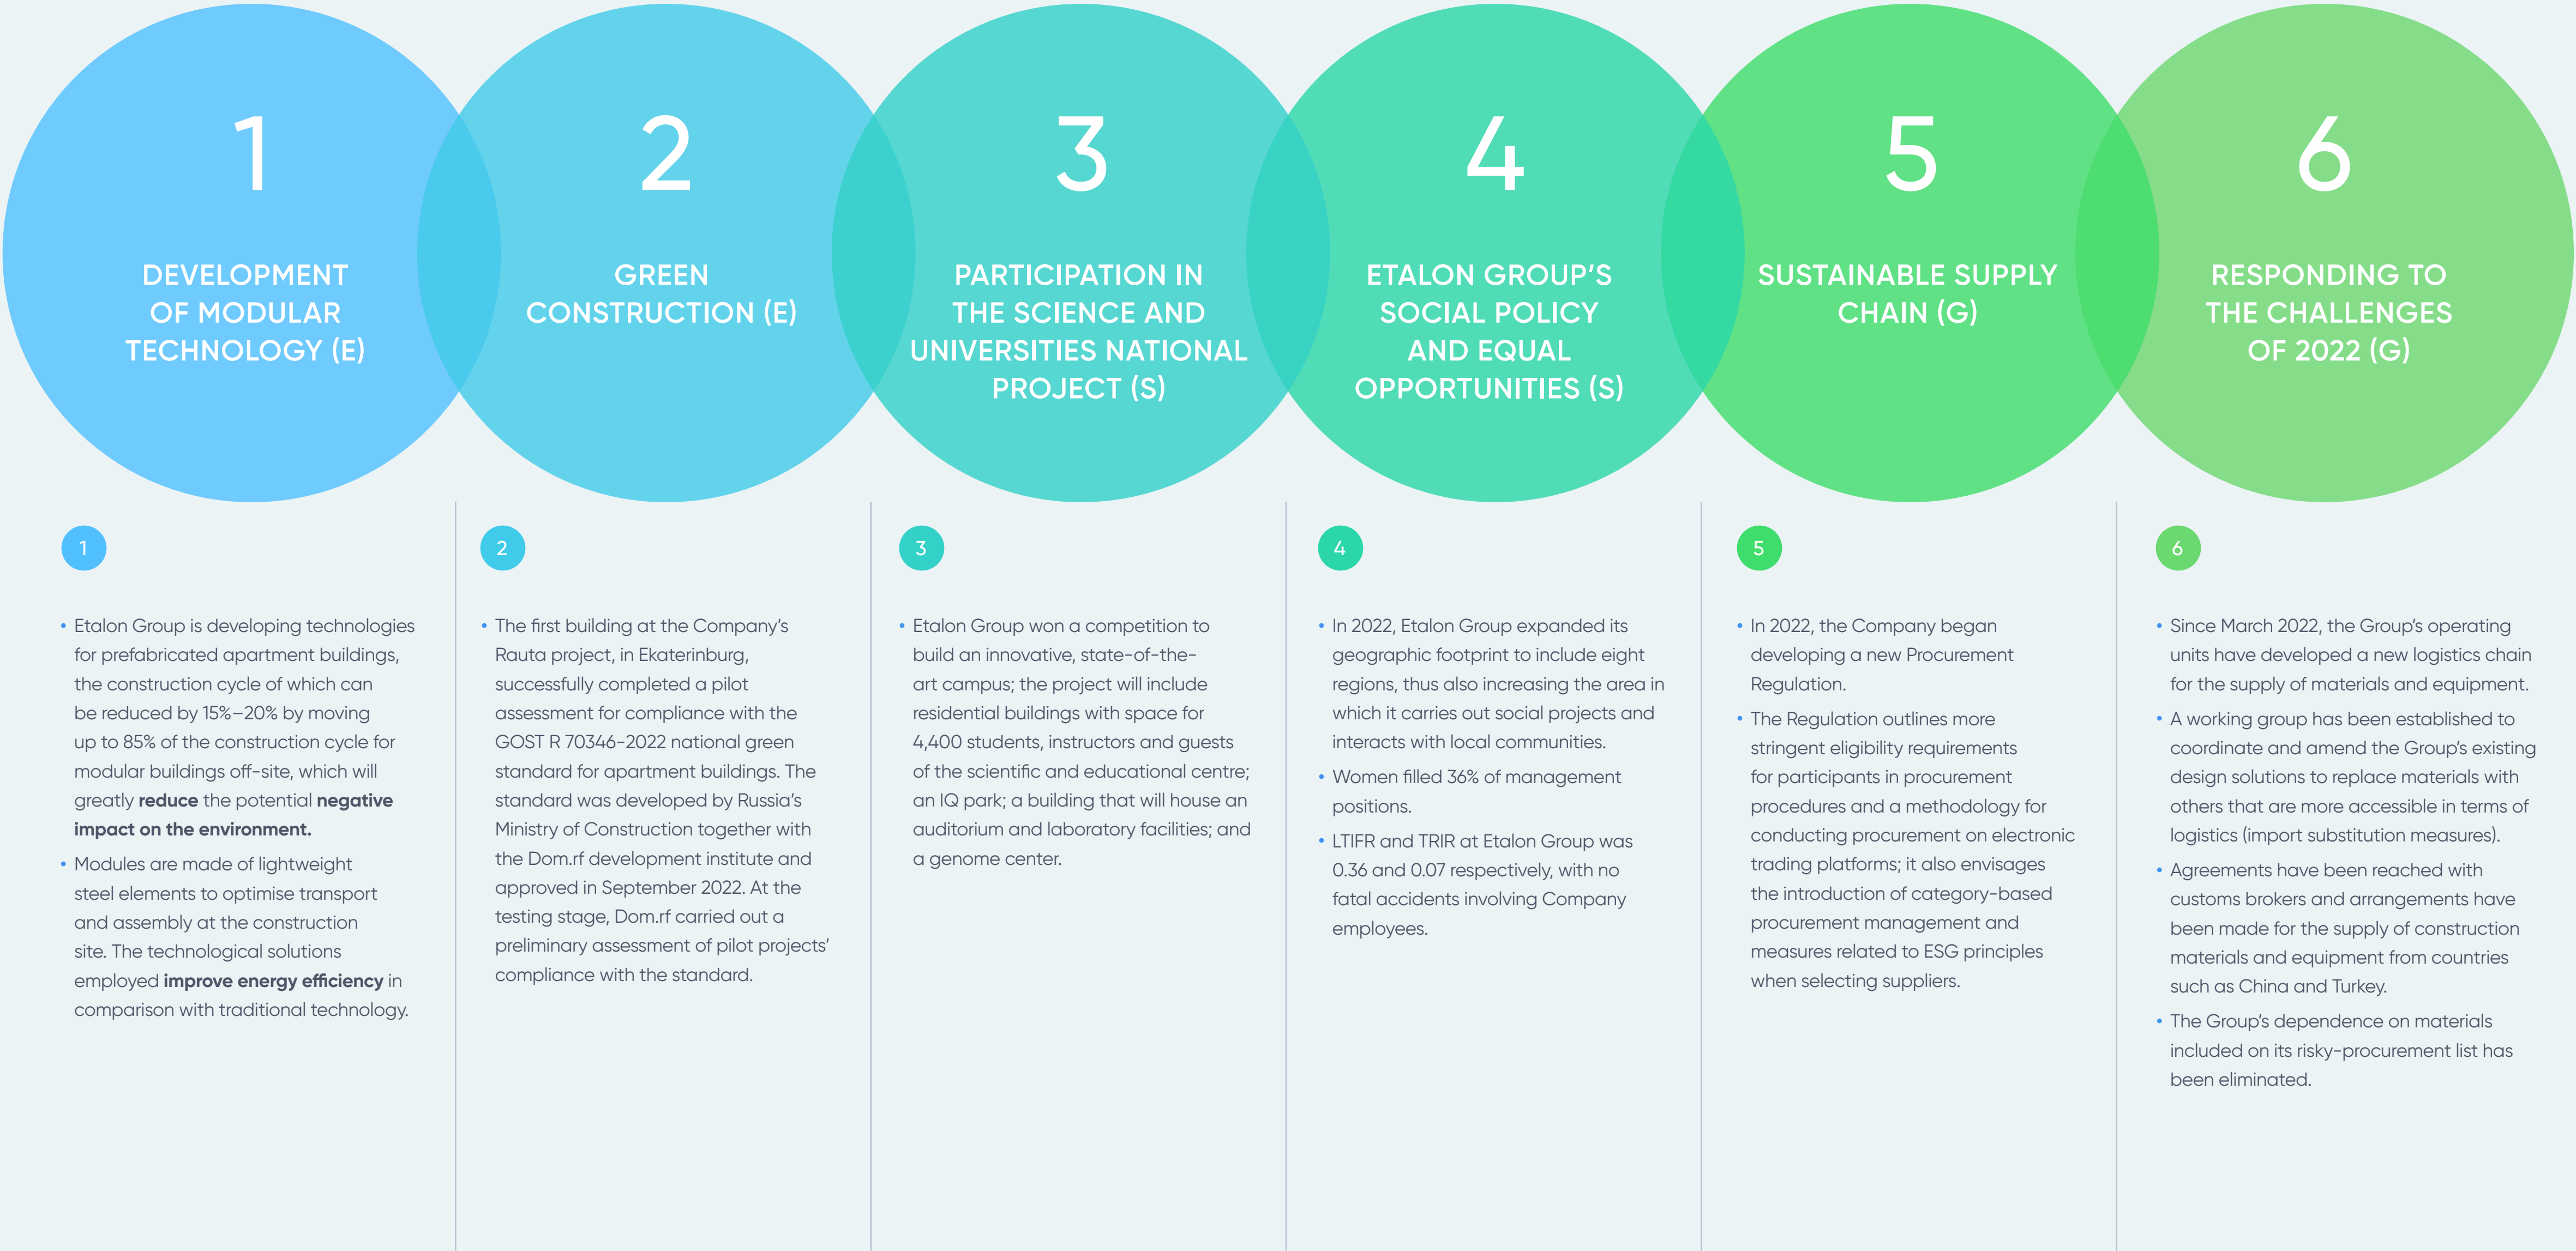 1
DEVELOPMENT
OF MODULAR
TECHNOLOGY (E)
2
GREEN
CONSTRUCTION (E)
3
PARTICIPATION IN
THE SCIENCE AND
UNIVERSITIES NATIONAL
PROJECT (S)
4
ETALON GROUP’S
SOCIAL POLICY
AND EQUAL
OPPORTUNITIES (S)
5
SUSTAINABLE SUPPLY
CHAIN (G)
6
RESPONDING TO
THE CHALLENGES
OF 2022 (G)
1
• Etalon Group is developing technologies
for prefabricated apartment buildings,
the construction cycle of which can
be reduced by 15%–20% by moving
up to 85% of the construction cycle for
modular buildings off-site, which will
greatly reduce the potential negative
impact on the environment.
• Modules are made of lightweight
steel elements to optimise transport
and assembly at the construction
site. The technological solutions
employed improve energy efficiency in
comparison with traditional technology.
2
• The first building at the Company’s
Rauta project, in Ekaterinburg,
successfully completed a pilot
assessment for compliance with the
GOST R 70346-2022 national green
standard for apartment buildings. The
standard was developed by Russia’s
Ministry of Construction together with
the Dom.rf development institute and
approved in September 2022. At the
testing stage, Dom.rf carried out a
preliminary assessment of pilot projects’
compliance with the standard.
3
• Etalon Group won a competition to
build an innovative, state-of-the-
art campus; the project will include
residential buildings with space for
4,400 students, instructors and guests
of the scientific and educational centre;
an IQ park; a building that will house an
auditorium and laboratory facilities; and
a genome center.
4
• In 2022, Etalon Group expanded its
geographic footprint to include eight
regions, thus also increasing the area in
which it carries out social projects and
interacts with local communities.
• Women filled 36% of management
positions.
• LTIFR and TRIR at Etalon Group was
0.36 and 0.07 respectively, with no
fatal accidents involving Company
employees.
5
• In 2022, the Company began
developing a new Procurement
Regulation.
• The Regulation outlines more
stringent eligibility requirements
for participants in procurement
procedures and a methodology for
conducting procurement on electronic
trading platforms; it also envisages
the introduction of category-based
procurement management and
measures related to ESG principles
when selecting suppliers.
6
• Since March 2022, the Group’s operating
units have developed a new logistics chain
for the supply of materials and equipment.
• A working group has been established to
coordinate and amend the Group’s existing
design solutions to replace materials with
others that are more accessible in terms of
logistics (import substitution measures).
• Agreements have been reached with
customs brokers and arrangements have
been made for the supply of construction
materials and equipment from countries
such as China and Turkey.
• The Group’s dependence on materials
included on its risky-procurement list has
been eliminated.